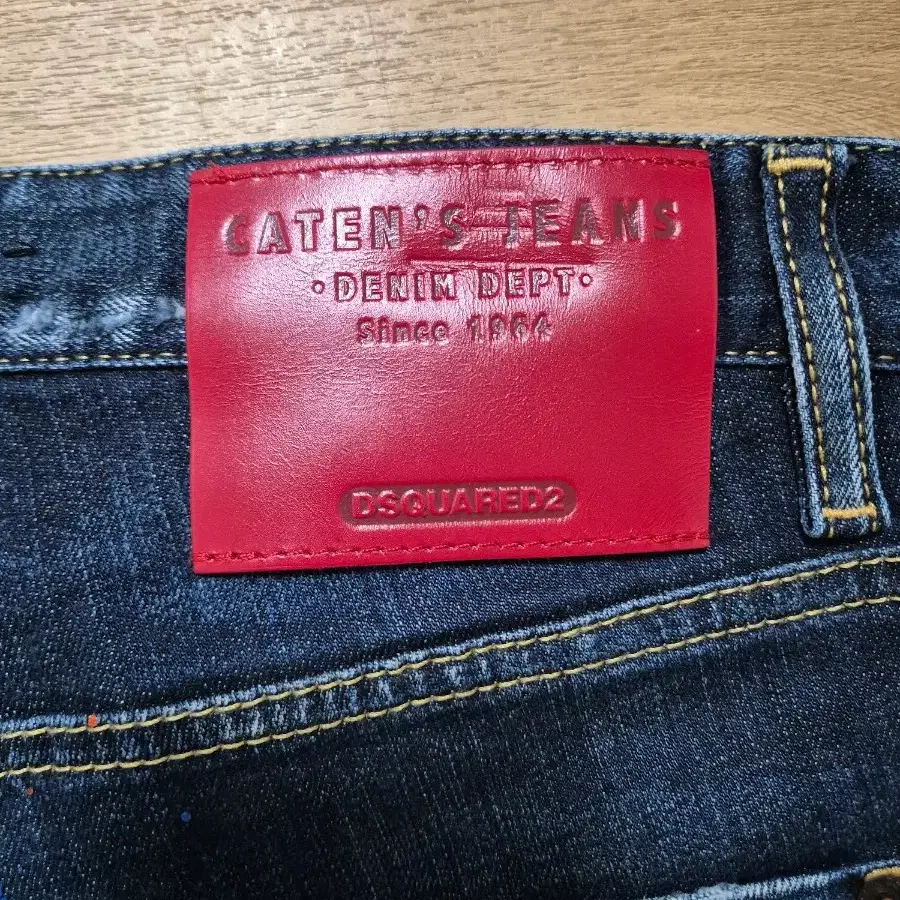 CATEN'S JEANS
·DENIM DEPT·
Since 1964
DSQUARED2